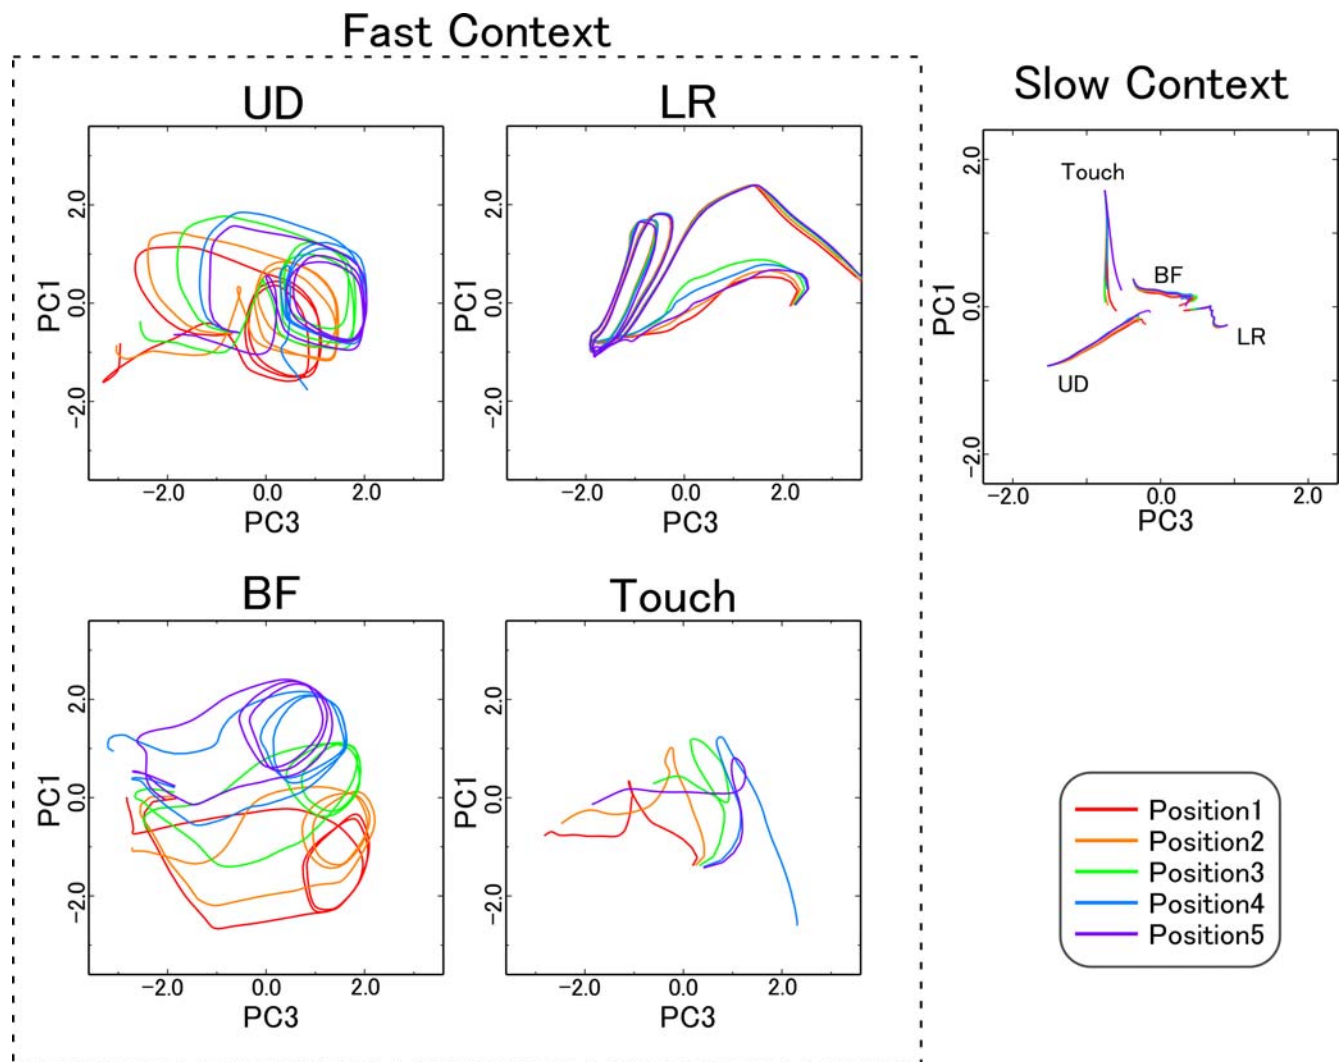 Fast Context
UD
LR
Slow Context
PC1
2.0
0.0
-2.0
-2.0 0.0 2.0
PC3
PC1
2.0
0.0
-2.0
-2.0 0.0 2.0
PC3
PC1
2.0
0.0
-2.0
Touch
BF
LR
UD
-2.0 0.0 2.0
PC3
BF
Touch
PC1
2.0
0.0
-2.0
-2.0 0.0 2.0
PC3
PC1
2.0
0.0
-2.0
-2.0 0.0 2.0
PC3
Position1
Position2
Position3
Position4
Position5